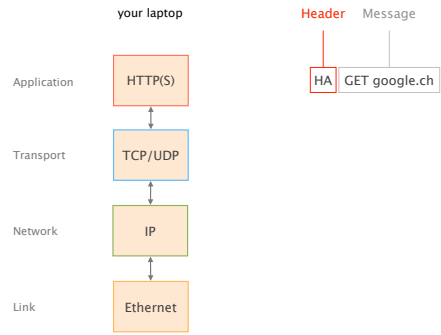 your laptop
Header Message
Application HTTP(S) HA GET google.ch
Transport TCP/UDP
Network IP
Link Ethernet